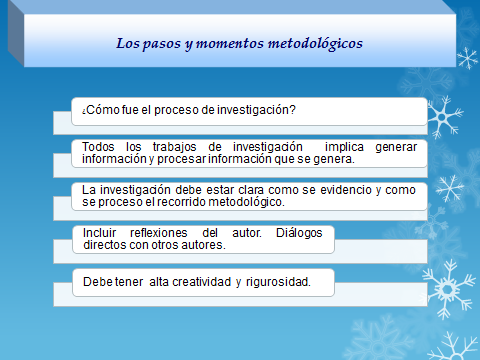 Los pasos y momentos metodológicos
¿Cómo fue el proceso de investigación?
Todos los trabajos de investigación implica generar
información y procesar información que se genera.
La investigación debe estar clara como se evidencio y como
se proceso el recorrido metodológico.
Incluir reflexiones del autor. Diálogos
directos con otros autores.
Debe tener alta creatividad y rigurosidad.